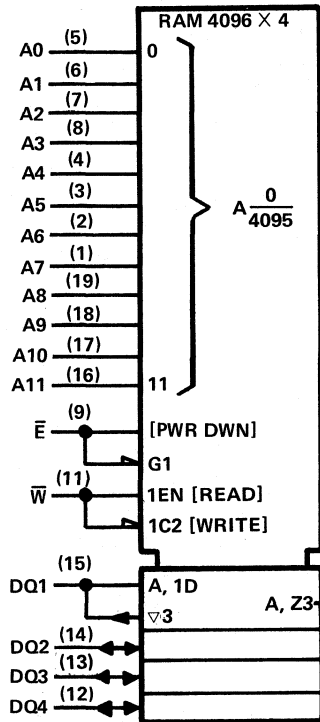 RAM 4096 X 4
A0 (5) 0
A1 (6)
A2 (7)
A3 (8)
A4 (4)
A5 (3)
A6 (2)
A7 (1)
A 0/4095
A8 (19)
A9 (18)
A10 (17)
A11 (16) 11
E̅ (9) [PWR DWN]
G1
W̅ (11) 1EN [READ]
1C2 [WRITE]
DQ1 (15) A, 1D
▽3 A, Z3
DQ2 (14)
DQ3 (13)
DQ4 (12)